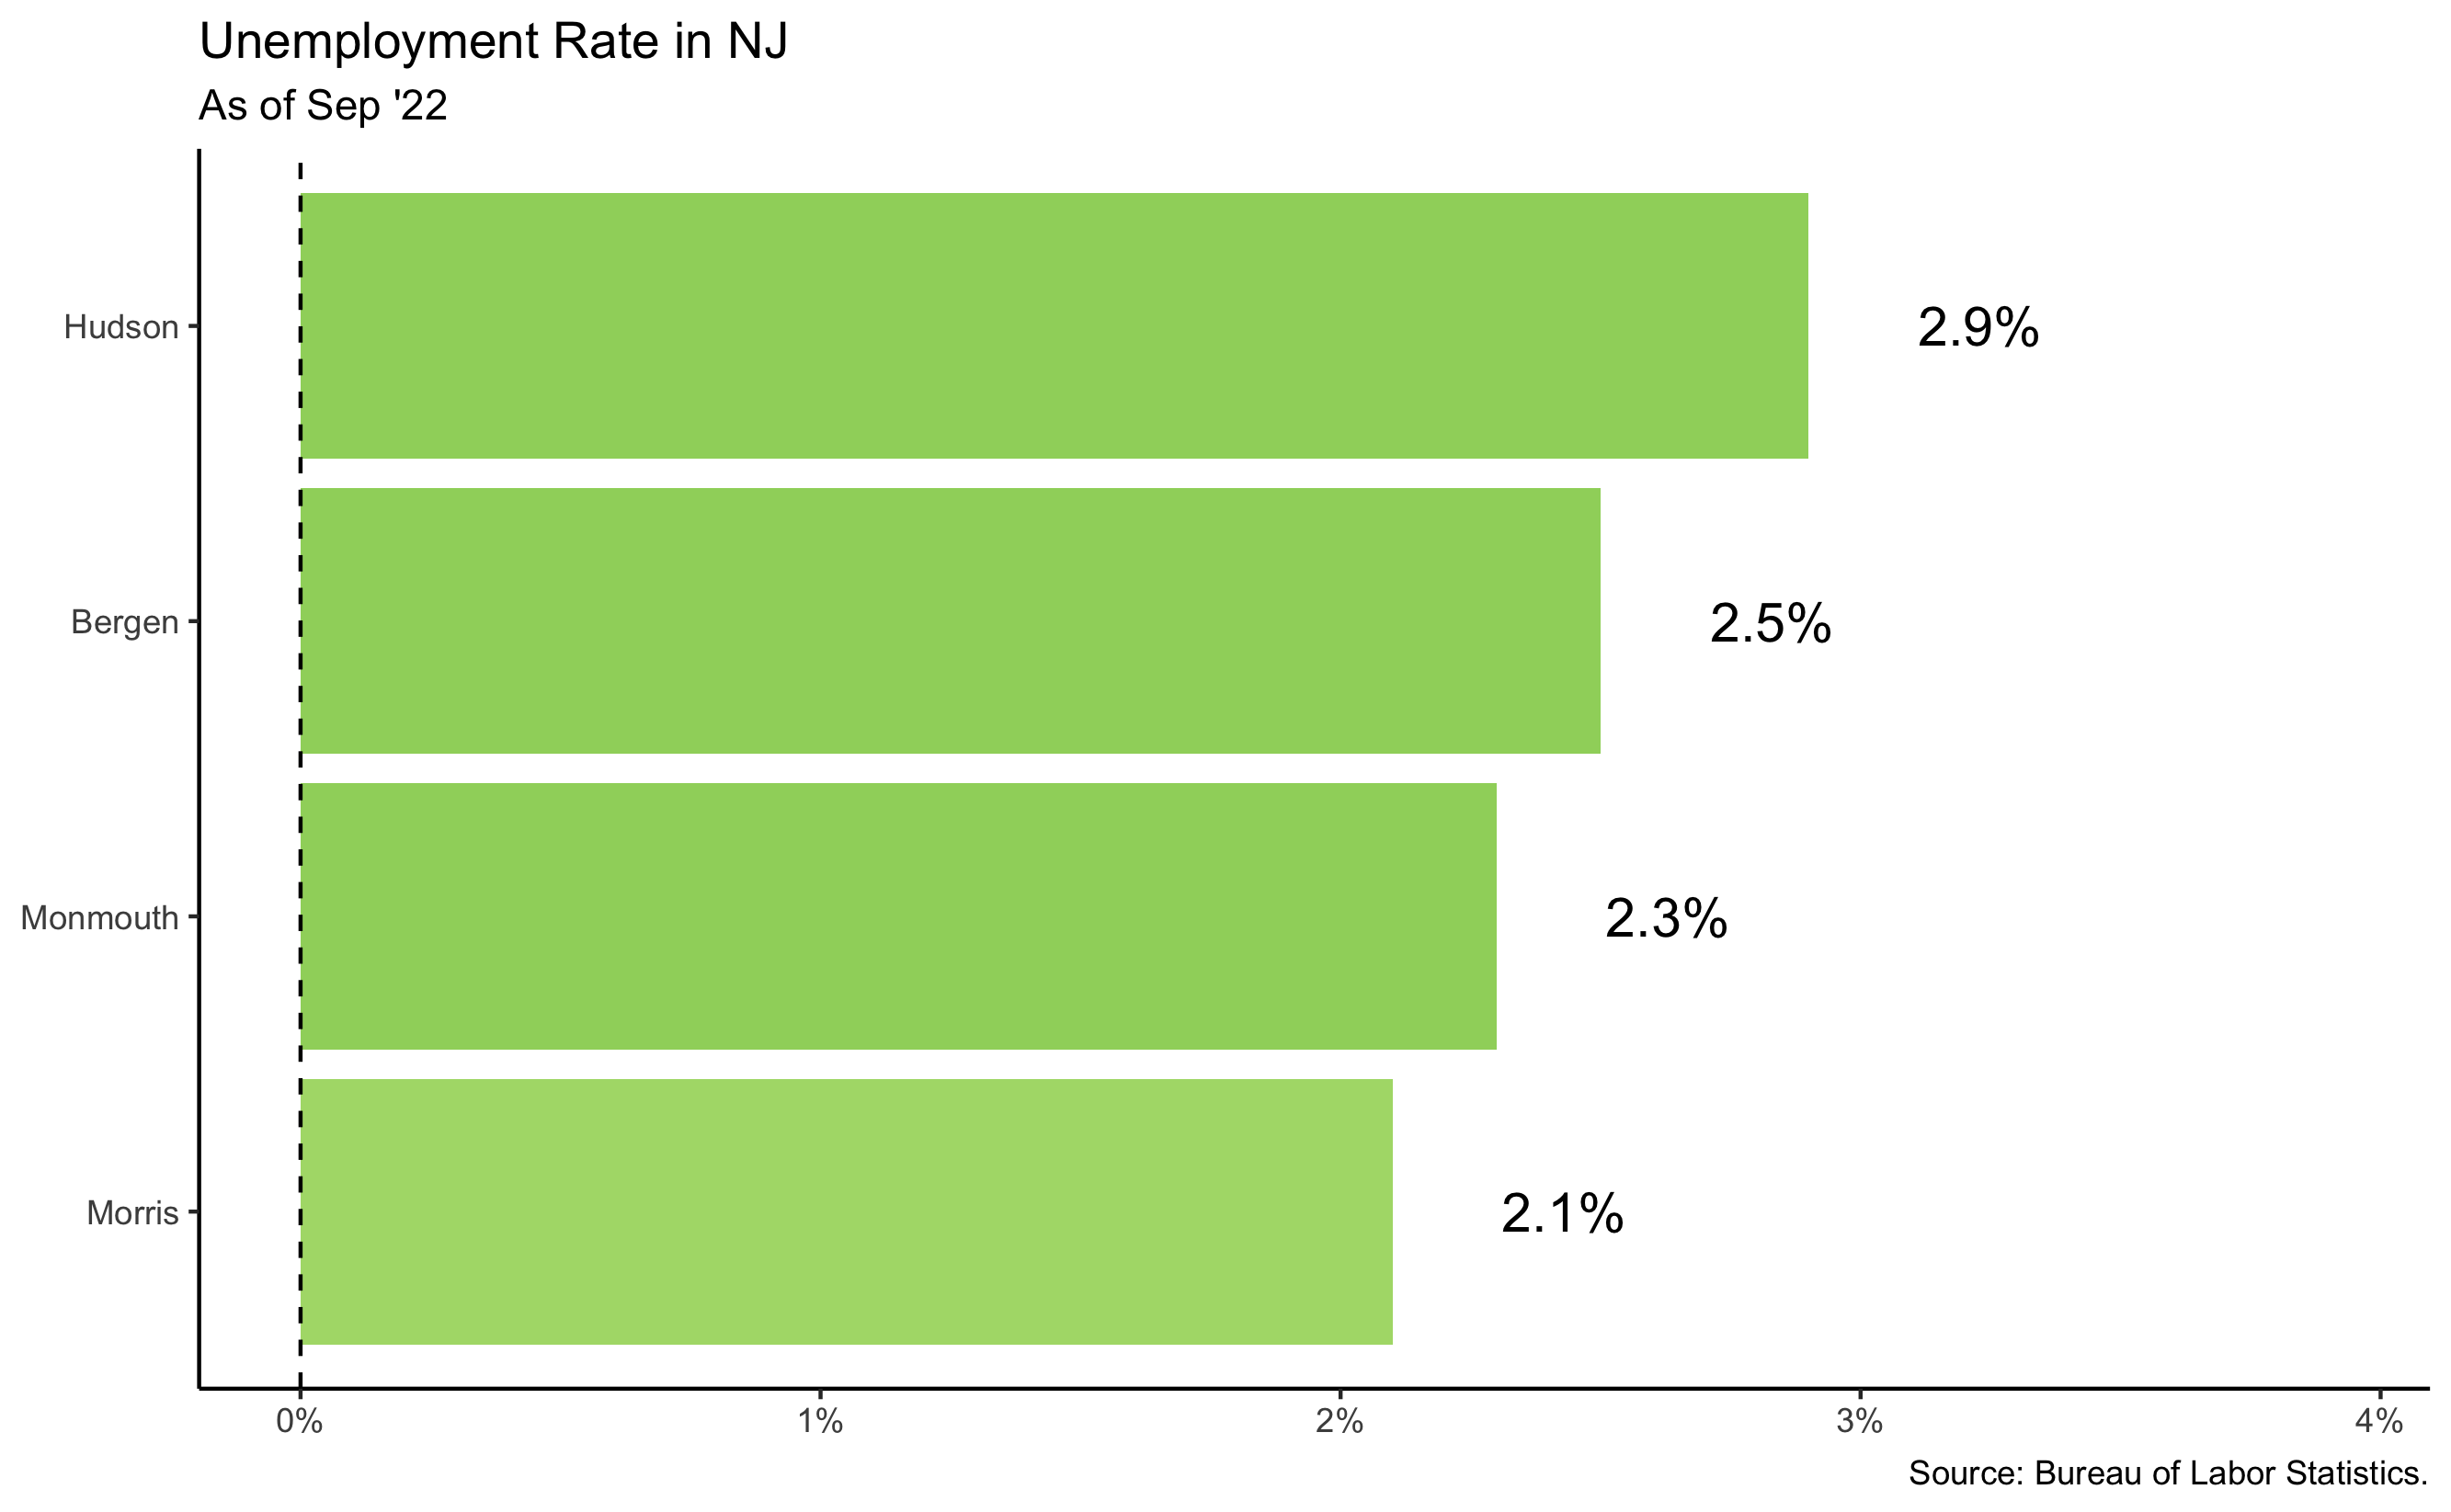 Unemployment Rate in NJ
As of Sep '22
Hudson
2.9%
Bergen
2.5%
Monmouth
2.3%
Morris
2.1%
0% 1% 2% 3% 4%
Source: Bureau of Labor Statistics.